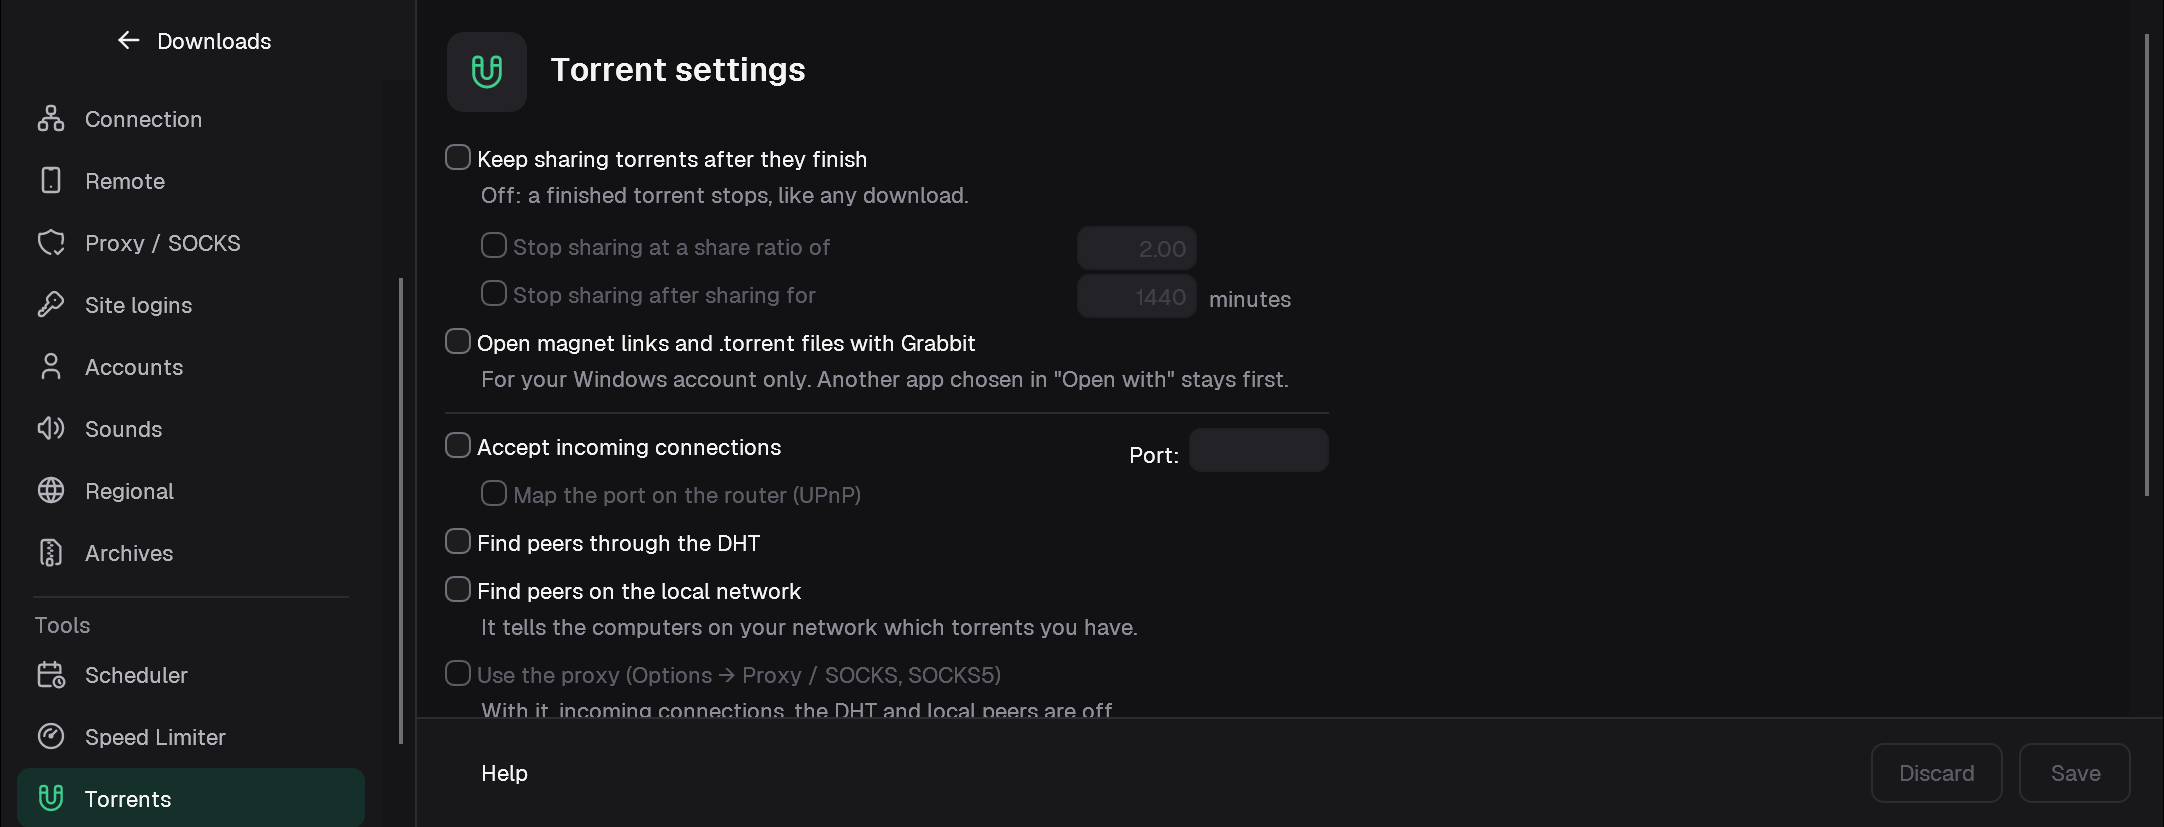 Downloads
Connection
Remote
Proxy / SOCKS
Site logins
Accounts
Sounds
Regional
Archives
Tools
Scheduler
Speed Limiter
Torrents
Torrent settings
Keep sharing torrents after they finish
Off: a finished torrent stops, like any download.
Stop sharing at a share ratio of 2.00
Stop sharing after sharing for 1440 minutes
Open magnet links and .torrent files with Grabbit
For your Windows account only. Another app chosen in "Open with" stays first.
Accept incoming connections Port:
Map the port on the router (UPnP)
Find peers through the DHT
Find peers on the local network
It tells the computers on your network which torrents you have.
Use the proxy (Options → Proxy / SOCKS, SOCKS5)
With it, incoming connections, the DHT and local peers are off
Help
Discard
Save